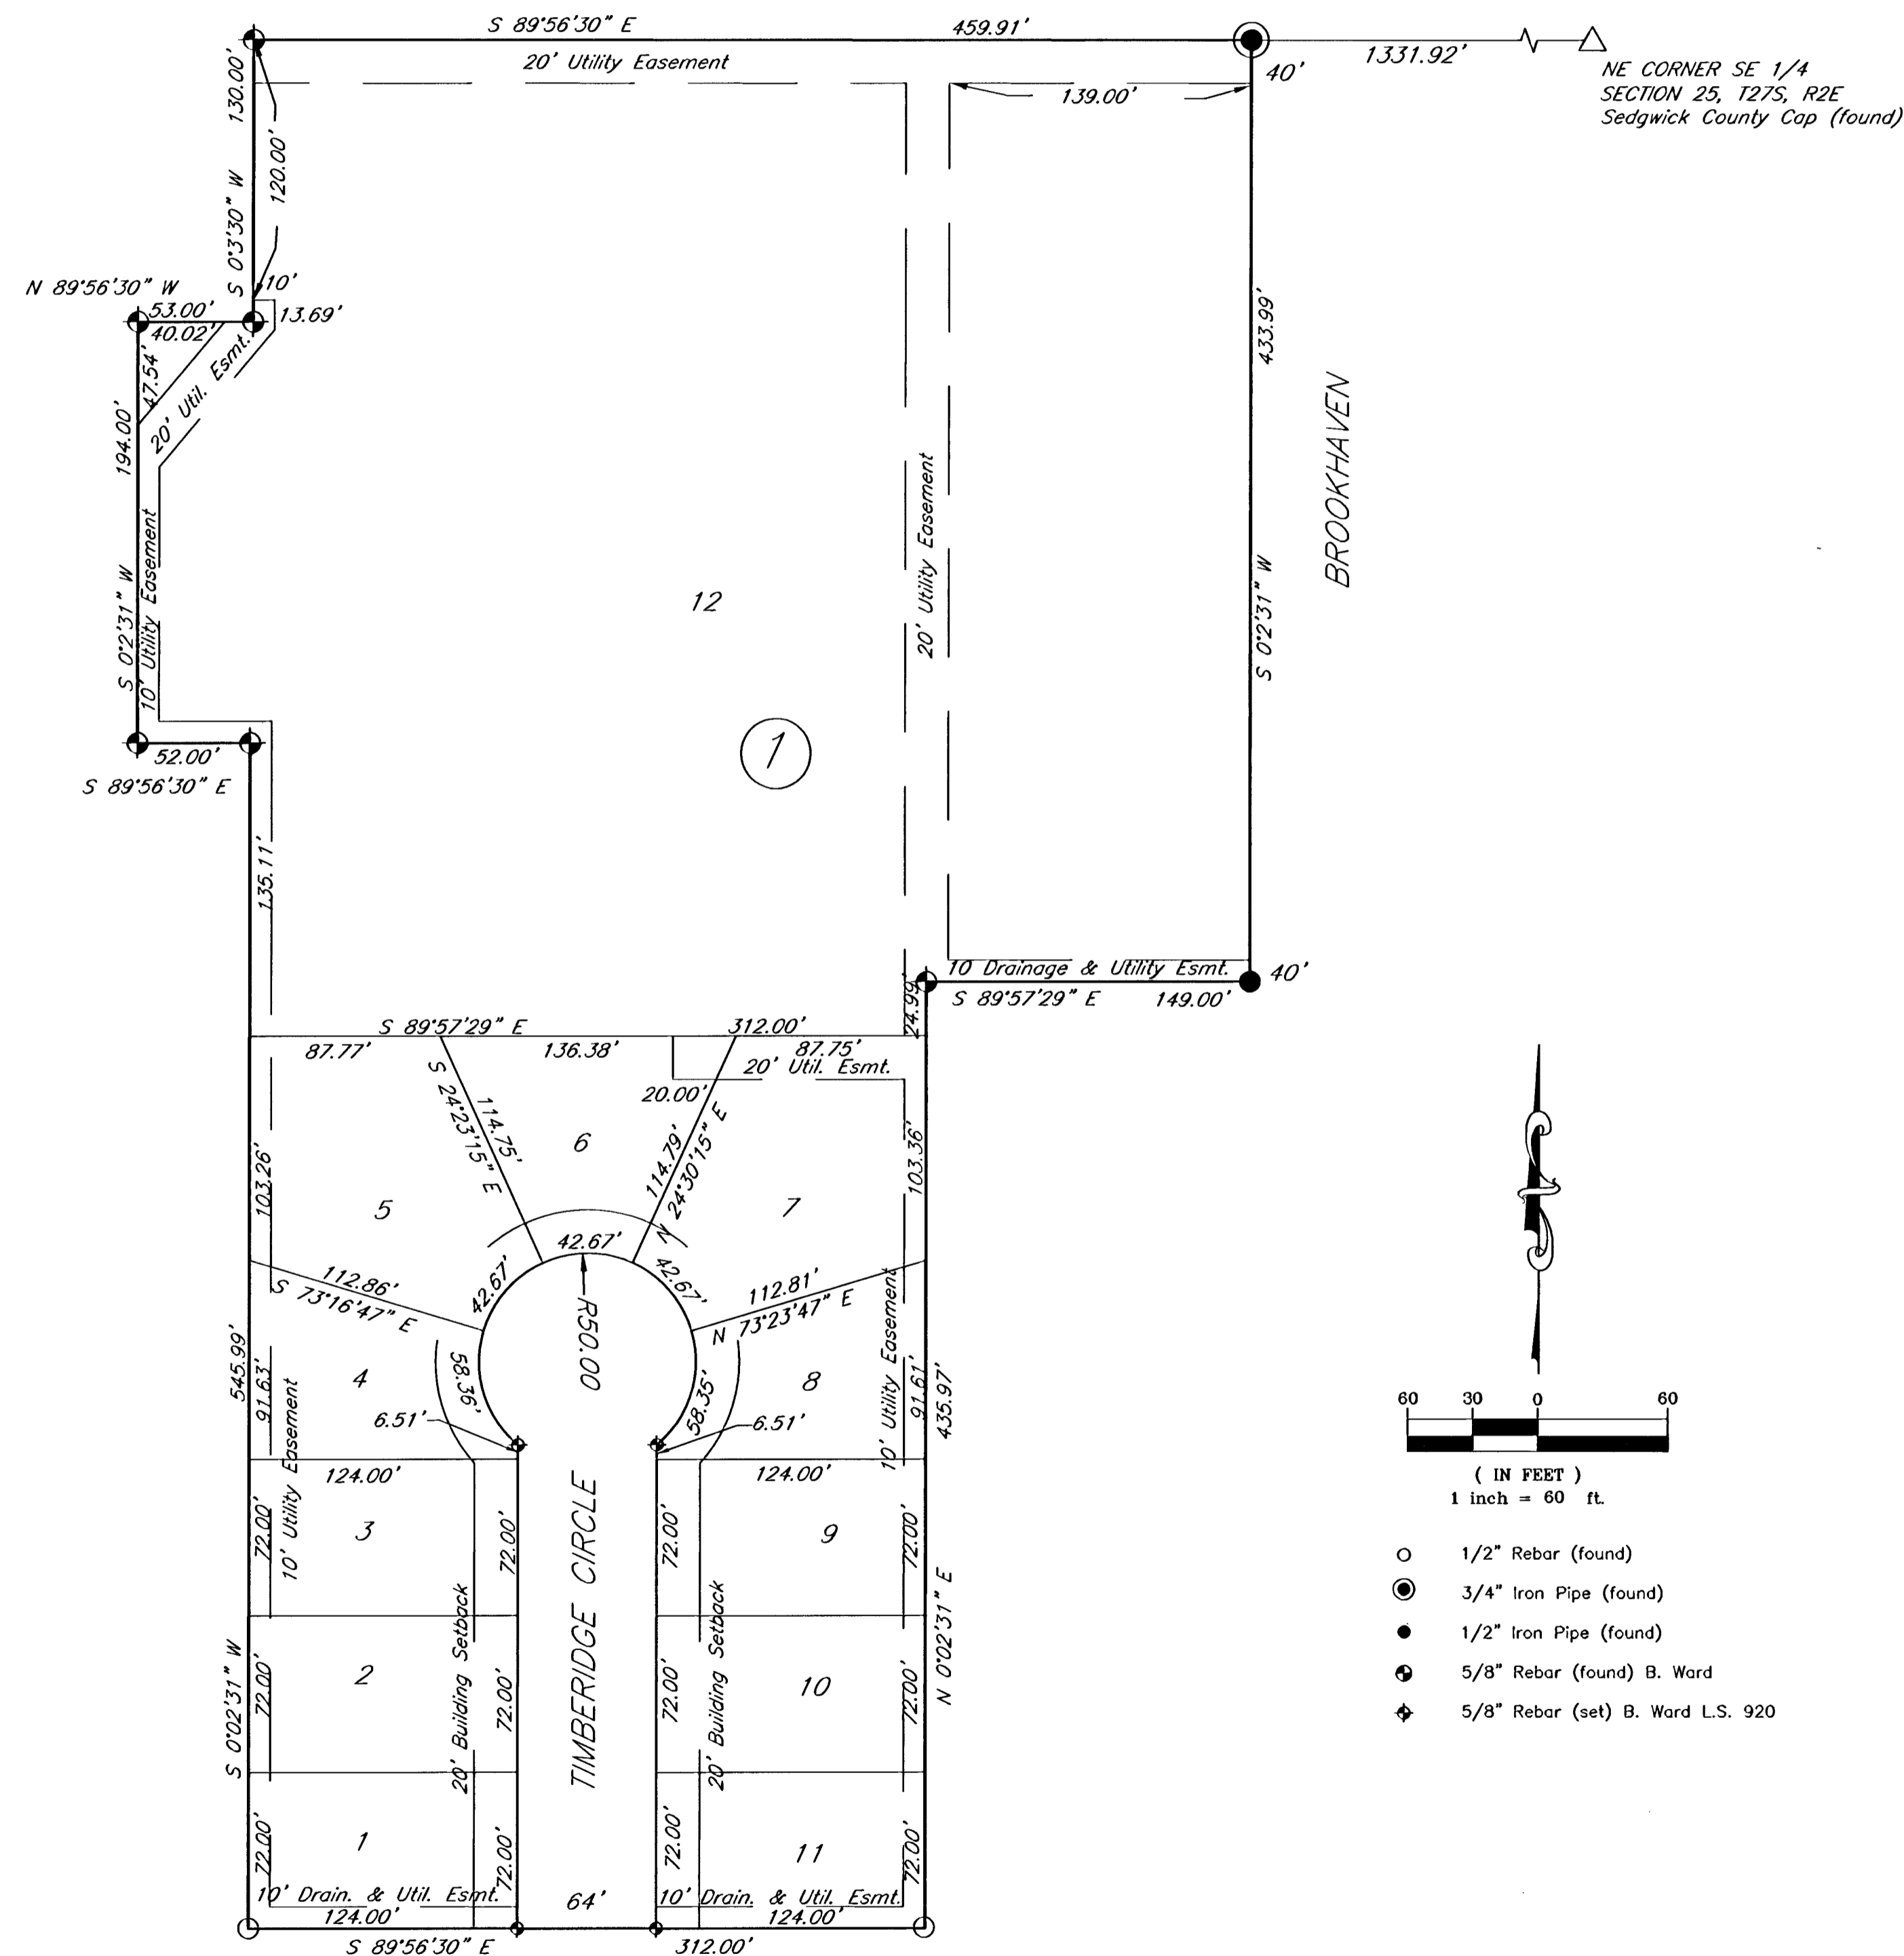 S 89°56'30" E
459.91'
1331.92'
20' Utility Easement
40'
NE CORNER SE 1/4
SECTION 25, T27S, R2E
Sedgwick County Cap (found)
139.00'
130.00'
120.00'
S 0°3'30" W
N 89°56'30" W
10'
53.00'
13.69'
40.02'
47.54'
20' Util. Esmt.
433.99'
BROOKHAVEN
194.00'
20' Utility Easement
S 0°2'31" W
10' Utility Easement
S 0°2'31" W
12
1
52.00'
S 89°56'30" E
135.11'
10 Drainage & Utility Esmt.
40'
24.99'
S 89°57'29" E
149.00'
S 89°57'29" E
312.00'
87.77'
136.38'
87.75'
20' Util. Esmt.
20.00'
S 24°23'15" E
114.75'
114.79'
N 24°30'15" E
6
103.26'
103.36'
5
7
42.67'
42.67'
42.67'
112.86'
S 73°16'47" E
112.81'
N 73°23'47" E
R50.00
10' Utility Easement
545.99'
91.63'
4
58.36'
58.35'
8
91.61'
435.97'
6.51'
6.51'
10' Utility Easement
124.00'
124.00'
60 30 0 60
( IN FEET )
1 inch = 60 ft.
72.00'
3
72.00'
TIMBERIDGE CIRCLE
72.00'
9
72.00'
1/2" Rebar (found)
3/4" Iron Pipe (found)
1/2" Iron Pipe (found)
5/8" Rebar (found) B. Ward
5/8" Rebar (set) B. Ward L.S. 920
20' Building Setback
20' Building Setback
N 0°02'31" E
S 0°02'31" W
72.00'
2
72.00'
72.00'
10
72.00'
72.00'
1
72.00'
72.00'
11
72.00'
10' Drain. & Util. Esmt.
64'
10' Drain. & Util. Esmt.
124.00'
124.00'
S 89°56'30" E
312.00'